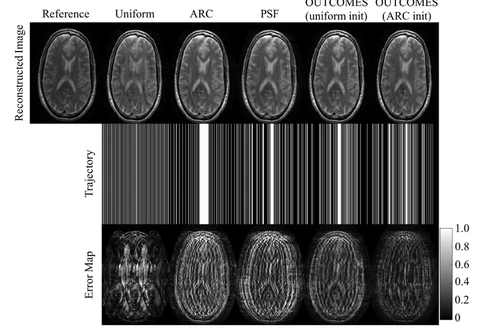 Reference Uniform ARC PSF OUTCOMES (uniform init) OUTCOMES (ARC init)
Reconstructed Image
Trajectory
Error Map
1.0
0.8
0.6
0.4
0.2
0